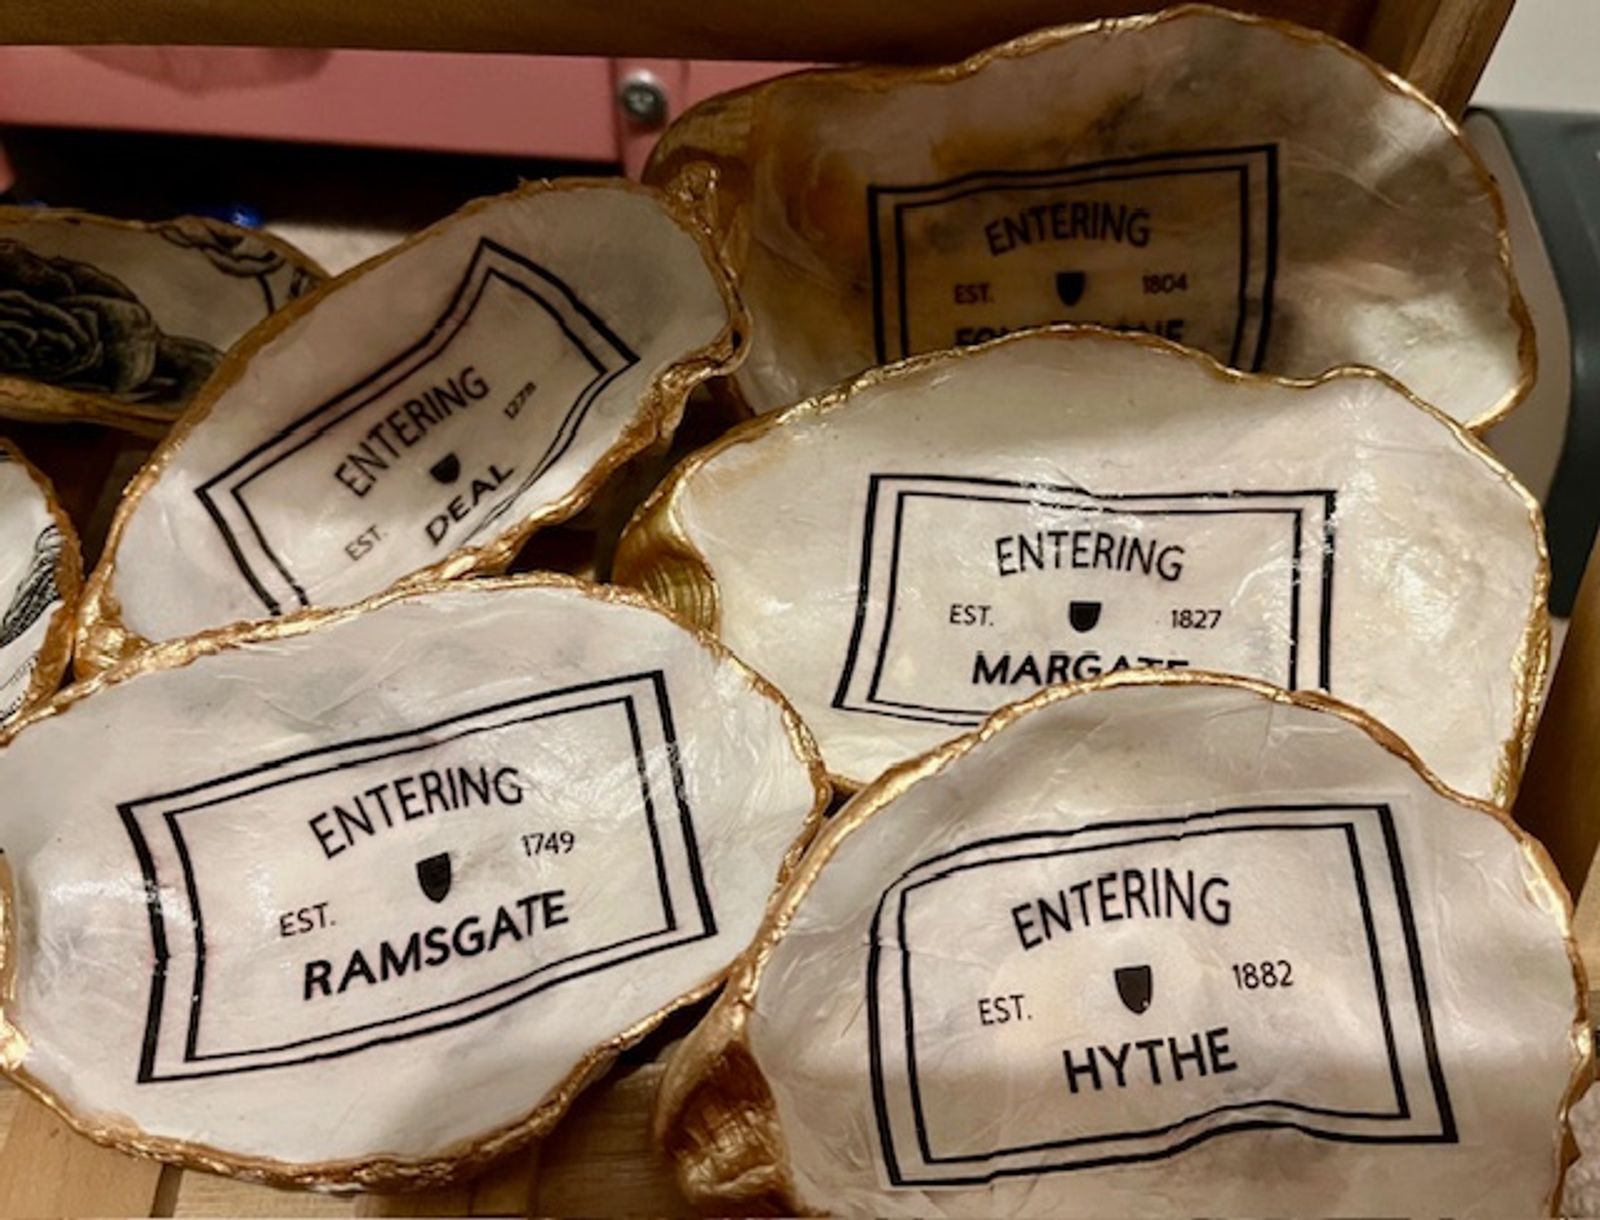 ENTERING
EST. 1804
ENTERING
1278
EST.
DEAL
ENTERING
EST. 1827
MARGATE
ENTERING
1749
EST.
RAMSGATE
ENTERING
EST. 1882
HYTHE